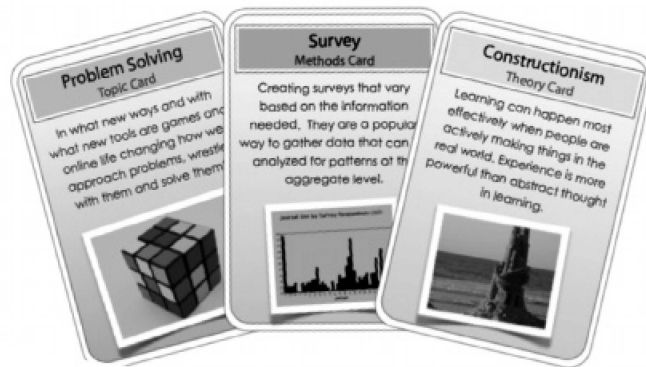 Problem Solving
Topic Card
In what new ways and with
what new tools are games and
online life changing how we
approach problems, wrestle
with them and solve them
Survey
Methods Card
Creating surveys that vary
based on the information
needed. They are a popular
way to gather data that can
analyzed for patterns at the
aggregate level.
Constructionism
Theory Card
Learning can happen most
effectively when people are
actively making things in the
real world. Experience is more
powerful than abstract thought
in learning.